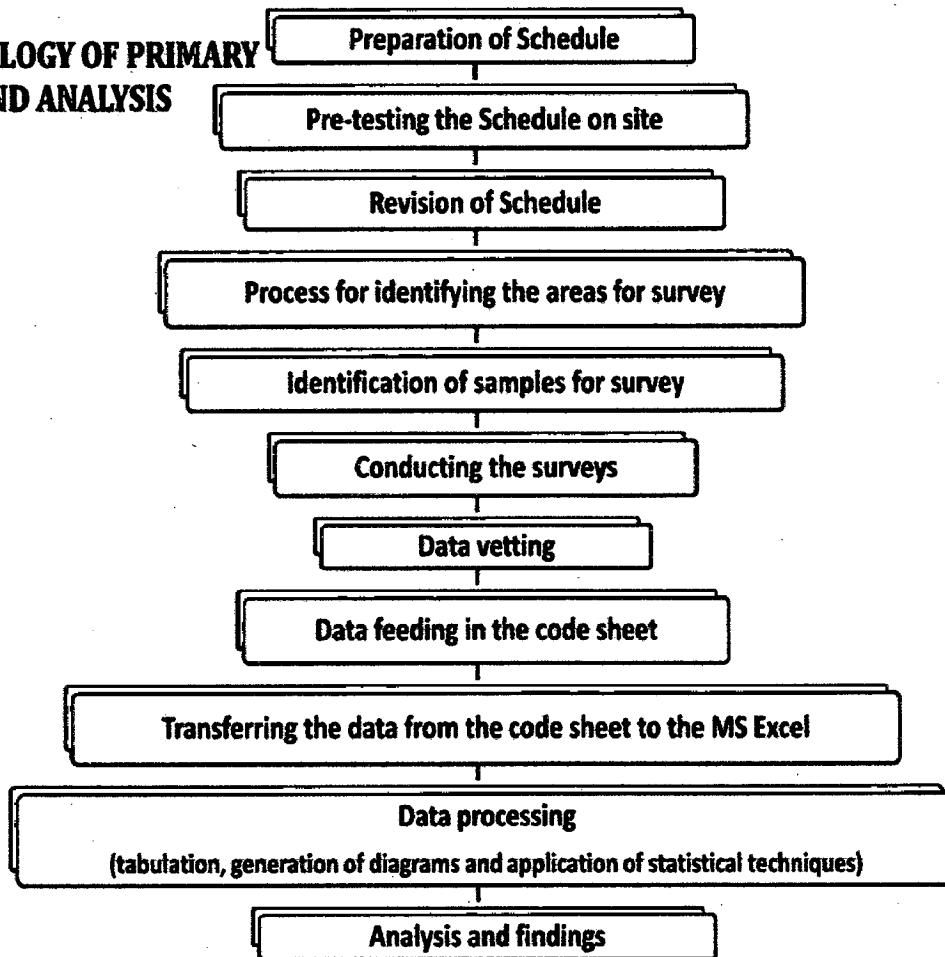 Preparation of Schedule
LOGY OF PRIMARY
ND ANALYSIS
Pre-testing the Schedule on site
Revision of Schedule
Process for identifying the areas for survey
Identification of samples for survey
Conducting the surveys
Data vetting
Data feeding in the code sheet
Transferring the data from the code sheet to the MS Excel
Data processing
(tabulation, generation of diagrams and application of statistical techniques)
Analysis and findings